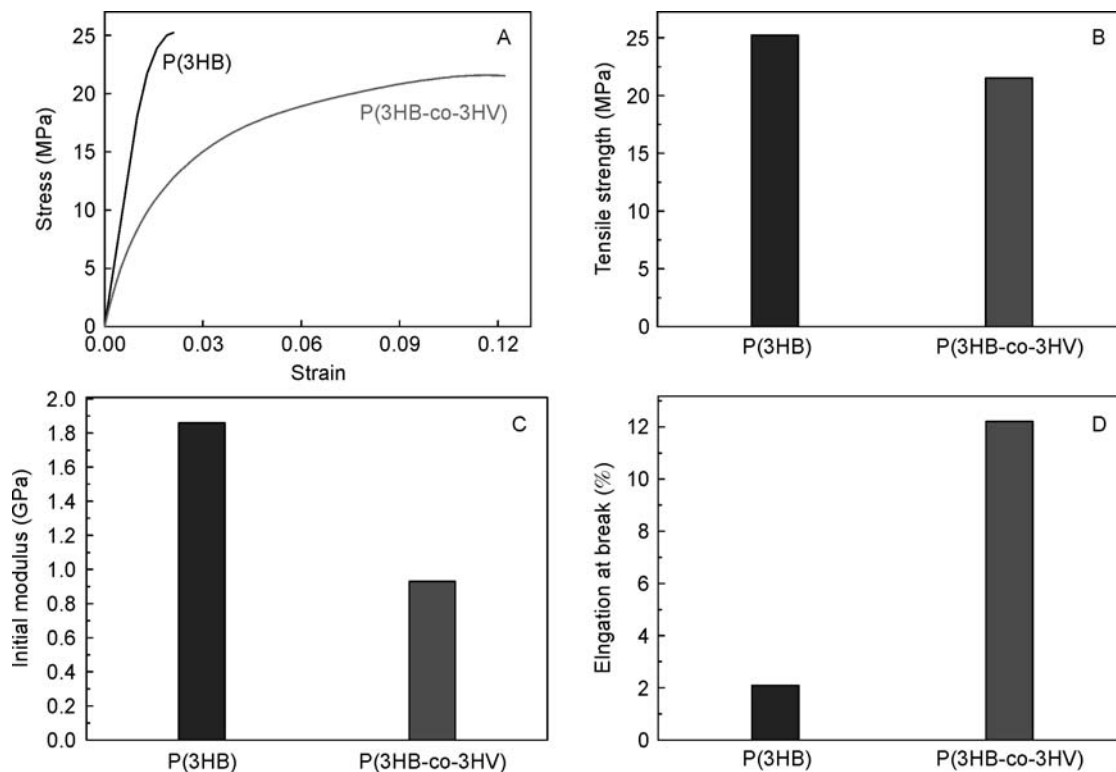 A
Stress (MPa)
25
20
15
10
5
0
P(3HB)
P(3HB-co-3HV)
0.00 0.03 0.06 0.09 0.12
Strain
B
Tensile strength (MPa)
25
20
15
10
5
0
P(3HB) P(3HB-co-3HV)
C
Initial modulus (GPa)
2.0
1.8
1.6
1.4
1.2
1.0
0.8
0.6
0.4
0.2
0.0
P(3HB) P(3HB-co-3HV)
D
Elngation at break (%)
12
10
8
6
4
2
0
P(3HB) P(3HB-co-3HV)